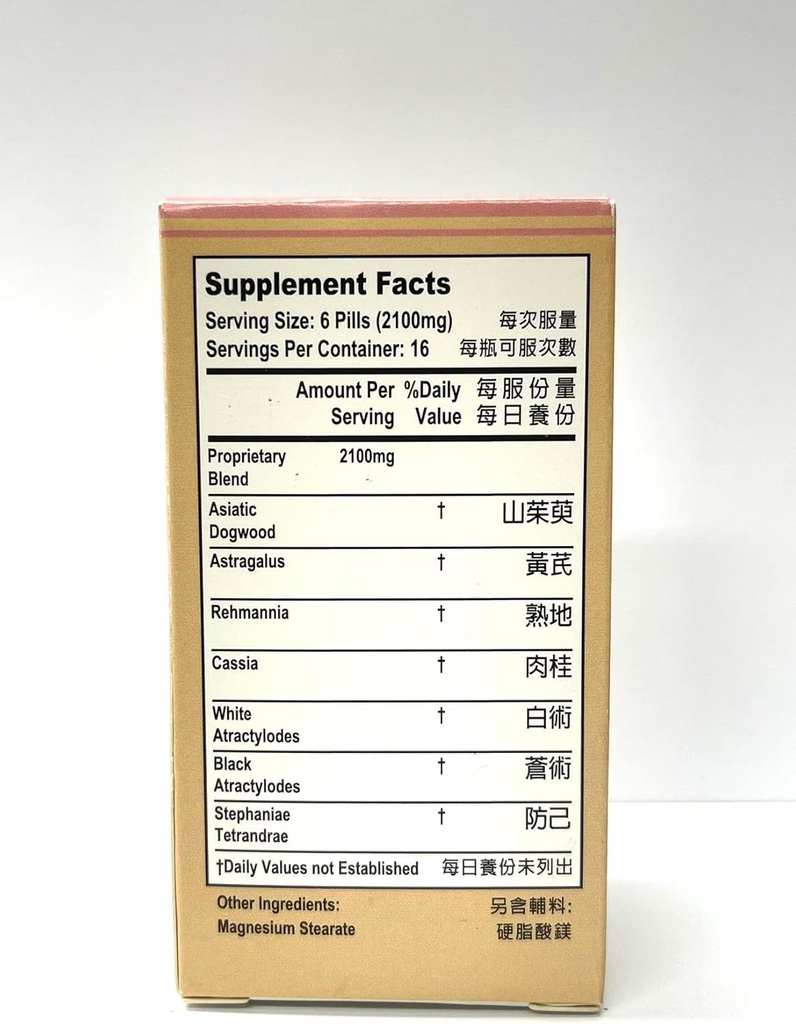 Supplement Facts
Serving Size: 6 Pills (2100mg) 每次服量
Servings Per Container: 16 每瓶可服次數
Amount Per %Daily 每服份量
Serving Value 每日養份
Proprietary 2100mg
Blend
Asiatic † 山茱萸
Dogwood
Astragalus † 黃芪
Rehmannia † 熟地
Cassia † 肉桂
White † 白術
Atractylodes
Black † 蒼術
Atractylodes
Stephaniae † 防己
Tetrandrae
†Daily Values not Established 每日養份未列出
Other Ingredients: 另含輔料:
Magnesium Stearate 硬脂酸鎂